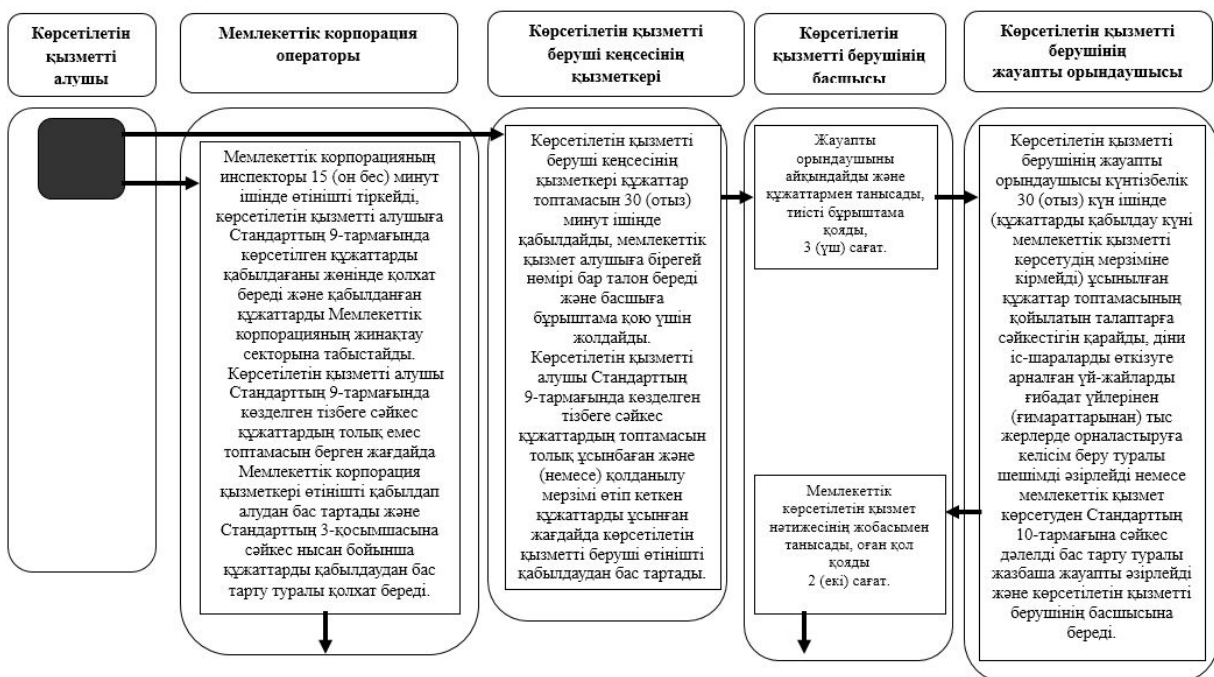 Көрсетілетін
қызметті
алушы
Мемлекеттік корпорация
операторы
Көрсетілетін қызметті
беруші кеңсесінің
қызметкері
Көрсетілетін
қызметті берушінің
басшысы
Көрсетілетін қызметті
берушінің
жауапты орындаушысы
Мемлекеттік корпорацияның
инспекторы 15 (он бес) минут
ішінде өтінішті тіркейді,
көрсетілетін қызметті алушыға
Стандарттың 9-тармағында
көрсетілген құжаттарды
қабылдағаны жөнінде қолхат
береді және қабылданған
құжаттарды Мемлекеттік
корпорацияның жинақтау
секторына табыстайды.
Көрсетілетін қызметті алушы
Стандарттың 9-тармағында
көзделген тізбеге сәйкес
құжаттардың толық емес
топтамасын берген жағдайда
Мемлекеттік корпорация
қызметкері өтінішті қабылдап
алудан бас тартады және
Стандарттың 3-қосымшасына
сәйкес нысан бойынша
құжаттарды қабылдаудан бас
тарту туралы қолхат береді.
Көрсетілетін қызметті
беруші кеңсесінің
қызметкері құжаттар
топтамасын 30 (отыз)
минут ішінде
қабылдайды, мемлекеттік
қызмет алушыға бірегей
нөмірі бар талон береді
және басшыға
бұрыштама қою үшін
жолдайды.
Көрсетілетін қызметті
алушы Стандарттың
9-тармағында көзделген
тізбеге сәйкес
құжаттардың топтамасын
толық ұсынбаған және
(немесе) қолданылу
мерзімі өтіп кеткен
құжаттарды ұсынған
жағдайда көрсетілетін
қызметті беруші өтінішті
қабылдаудан бас тартады.
Жауапты
орындаушыны
айқындайды және
құжаттармен танысады,
тиісті бұрыштама
қояды,
3 (үш) сағат.
Мемлекеттік
көрсетілетін қызмет
нәтижесінің жобасымен
танысады, оған қол
қояды
2 (екі) сағат.
Көрсетілетін қызметті
берушінің жауапты
орындаушысы күнтізбелік
30 (отыз) күн ішінде
(құжаттарды қабылдау күні
мемлекеттік қызметті
көрсетудің мерзіміне
кірмейді) ұсынылған
құжаттар топтамасының
қойылатын талаптарға
сәйкестігін қарайды, діни
іс-шараларды өткізуге
арналған үй-жайларды
ғибадат үйлерінен
(ғимараттарынан) тыс
жерлерде орналастыруға
келісім беру туралы
шешімді әзірлейді немесе
мемлекеттік қызмет
көрсетуден Стандарттың
10-тармағына сәйкес
дәлелді бас тарту туралы
жазбаша жауапты әзірлейді
және көрсетілетін қызметті
берушінің басшысына
береді.